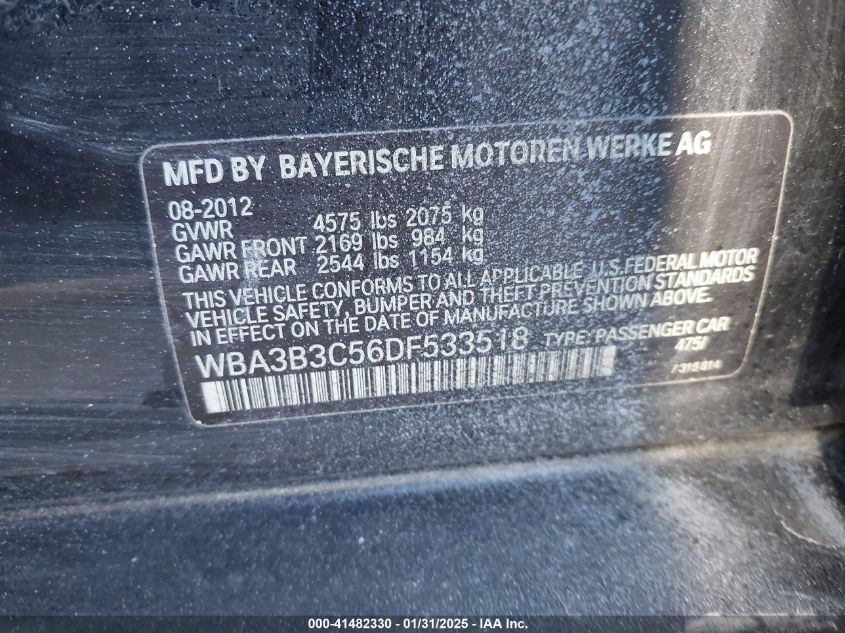 MFD BY BAYERISCHE MOTOREN WERKE AG
08-2012
GVWR 4575 lbs 2075 kg
GAWR FRONT 2169 lbs 984 kg
GAWR REAR 2544 lbs 1154 kg
THIS VEHICLE CONFORMS TO ALL APPLICABLE U.S.FEDERAL MOTOR
VEHICLE SAFETY, BUMPER AND THEFT PREVENTION STANDARDS
IN EFFECT ON THE DATE OF MANUFACTURE SHOWN ABOVE.
WBA3B3C56DF533518 TYPE: PASSENGER CAR
475/
7315814
000-41482330 - 01/31/2025 - IAA Inc.